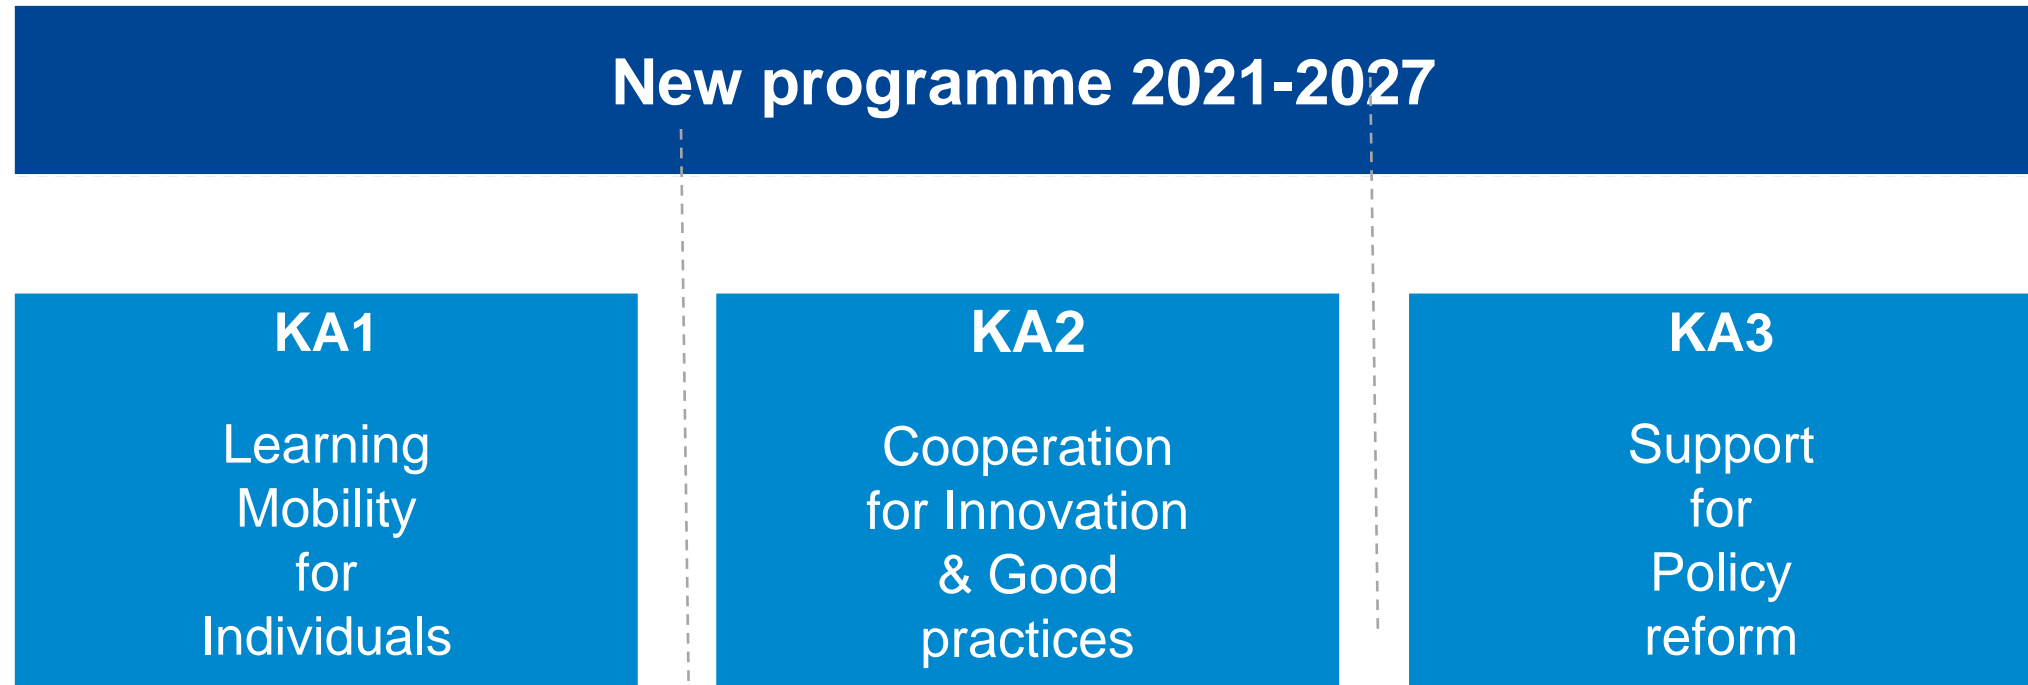 New programme 2021-2027
KA1
Learning
Mobility
for
Individuals
KA2
Cooperation
for Innovation
& Good
practices
KA3
Support
for
Policy
reform